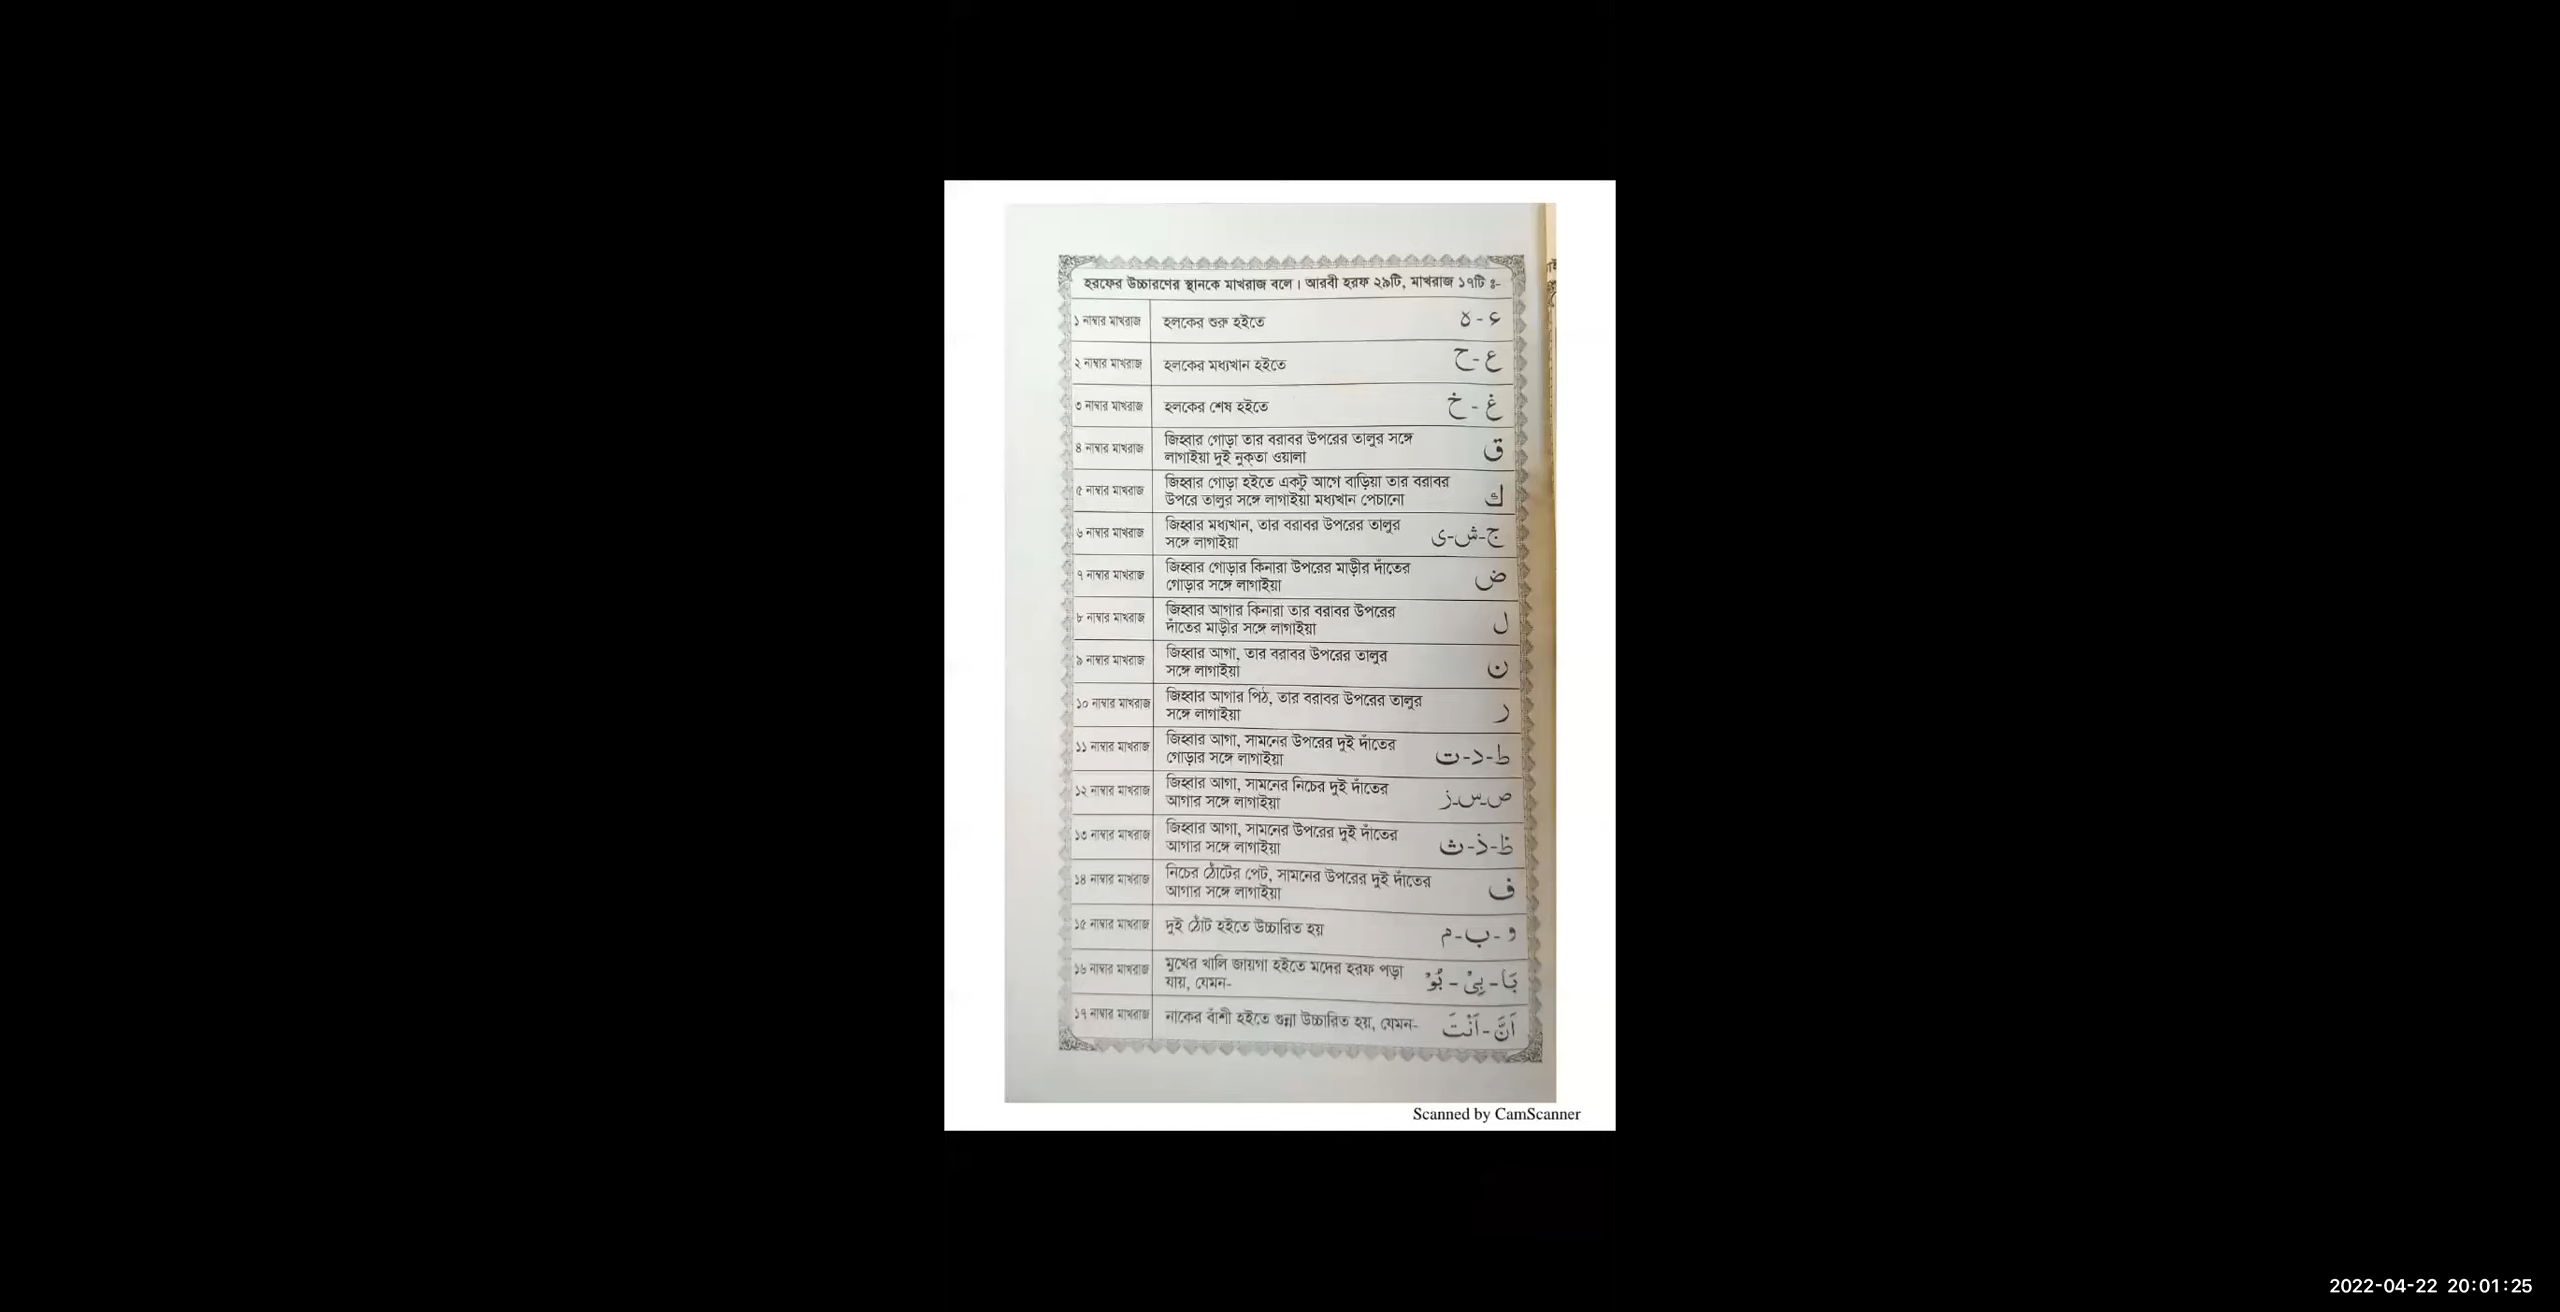 হরফের উচ্চারণের স্থানকে মাখরাজ বলে। আরবী হরফ ২৯টি, মাখরাজ ১৭টি ঃ-
১ নাম্বার মাখরাজ হলকের শুরু হইতে ء - ه
২ নাম্বার মাখরাজ হলকের মধ্যখান হইতে ع - ح
৩ নাম্বার মাখরাজ হলকের শেষ হইতে غ - خ
৪ নাম্বার মাখরাজ জিহ্বার গোড়া তার বরাবর উপরের তালুর সঙ্গে
লাগাইয়া দুই নুক্‌তা ওয়ালা ق
৫ নাম্বার মাখরাজ জিহ্বার গোড়া হইতে একটু আগে বাড়িয়া তার বরাবর
উপরে তালুর সঙ্গে লাগাইয়া মধ্যখান পেচানো ك
৬ নাম্বার মাখরাজ জিহ্বার মধ্যখান, তার বরাবর উপরের তালুর
সঙ্গে লাগাইয়া ج-ش-ى
৭ নাম্বার মাখরাজ জিহ্বার গোড়ার কিনারা উপরের মাড়ীর দাঁতের
গোড়ার সঙ্গে লাগাইয়া ض
৮ নাম্বার মাখরাজ জিহ্বার আগার কিনারা তার বরাবর উপরের
দাঁতের মাড়ীর সঙ্গে লাগাইয়া ل
৯ নাম্বার মাখরাজ জিহ্বার আগা, তার বরাবর উপরের তালুর
সঙ্গে লাগাইয়া ن
১০ নাম্বার মাখরাজ জিহ্বার আগার পিঠ, তার বরাবর উপরের তালুর
সঙ্গে লাগাইয়া ر
১১ নাম্বার মাখরাজ জিহ্বার আগা, সামনের উপরের দুই দাঁতের
গোড়ার সঙ্গে লাগাইয়া ط-د-ت
১২ নাম্বার মাখরাজ জিহ্বার আগা, সামনের নিচের দুই দাঁতের
আগার সঙ্গে লাগাইয়া ص-س-ز
১৩ নাম্বার মাখরাজ জিহ্বার আগা, সামনের উপরের দুই দাঁতের
আগার সঙ্গে লাগাইয়া ظ-ذ-ث
১৪ নাম্বার মাখরাজ নিচের ঠোঁটের পেট, সামনের উপরের দুই দাঁতের
আগার সঙ্গে লাগাইয়া ف
১৫ নাম্বার মাখরাজ দুই ঠোঁট হইতে উচ্চারিত হয় و - ب - م
১৬ নাম্বার মাখরাজ মুখের খালি জায়গা হইতে মদের হরফ পড়া
যায়, যেমন- بَا - بِىْ - بُوْ
১৭ নাম্বার মাখরাজ নাকের বাঁশী হইতে গুন্না উচ্চারিত হয়, যেমন- اَنَّ - اَنْتَ
Scanned by CamScanner
2022-04-22 20:01:25